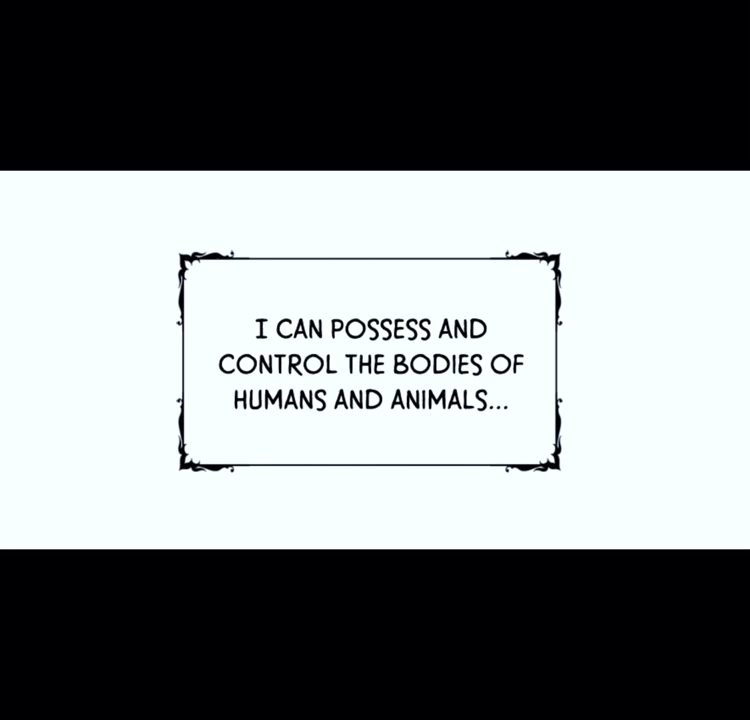 I CAN POSSESS AND
CONTROL THE BODIES OF
HUMANS AND ANIMALS...